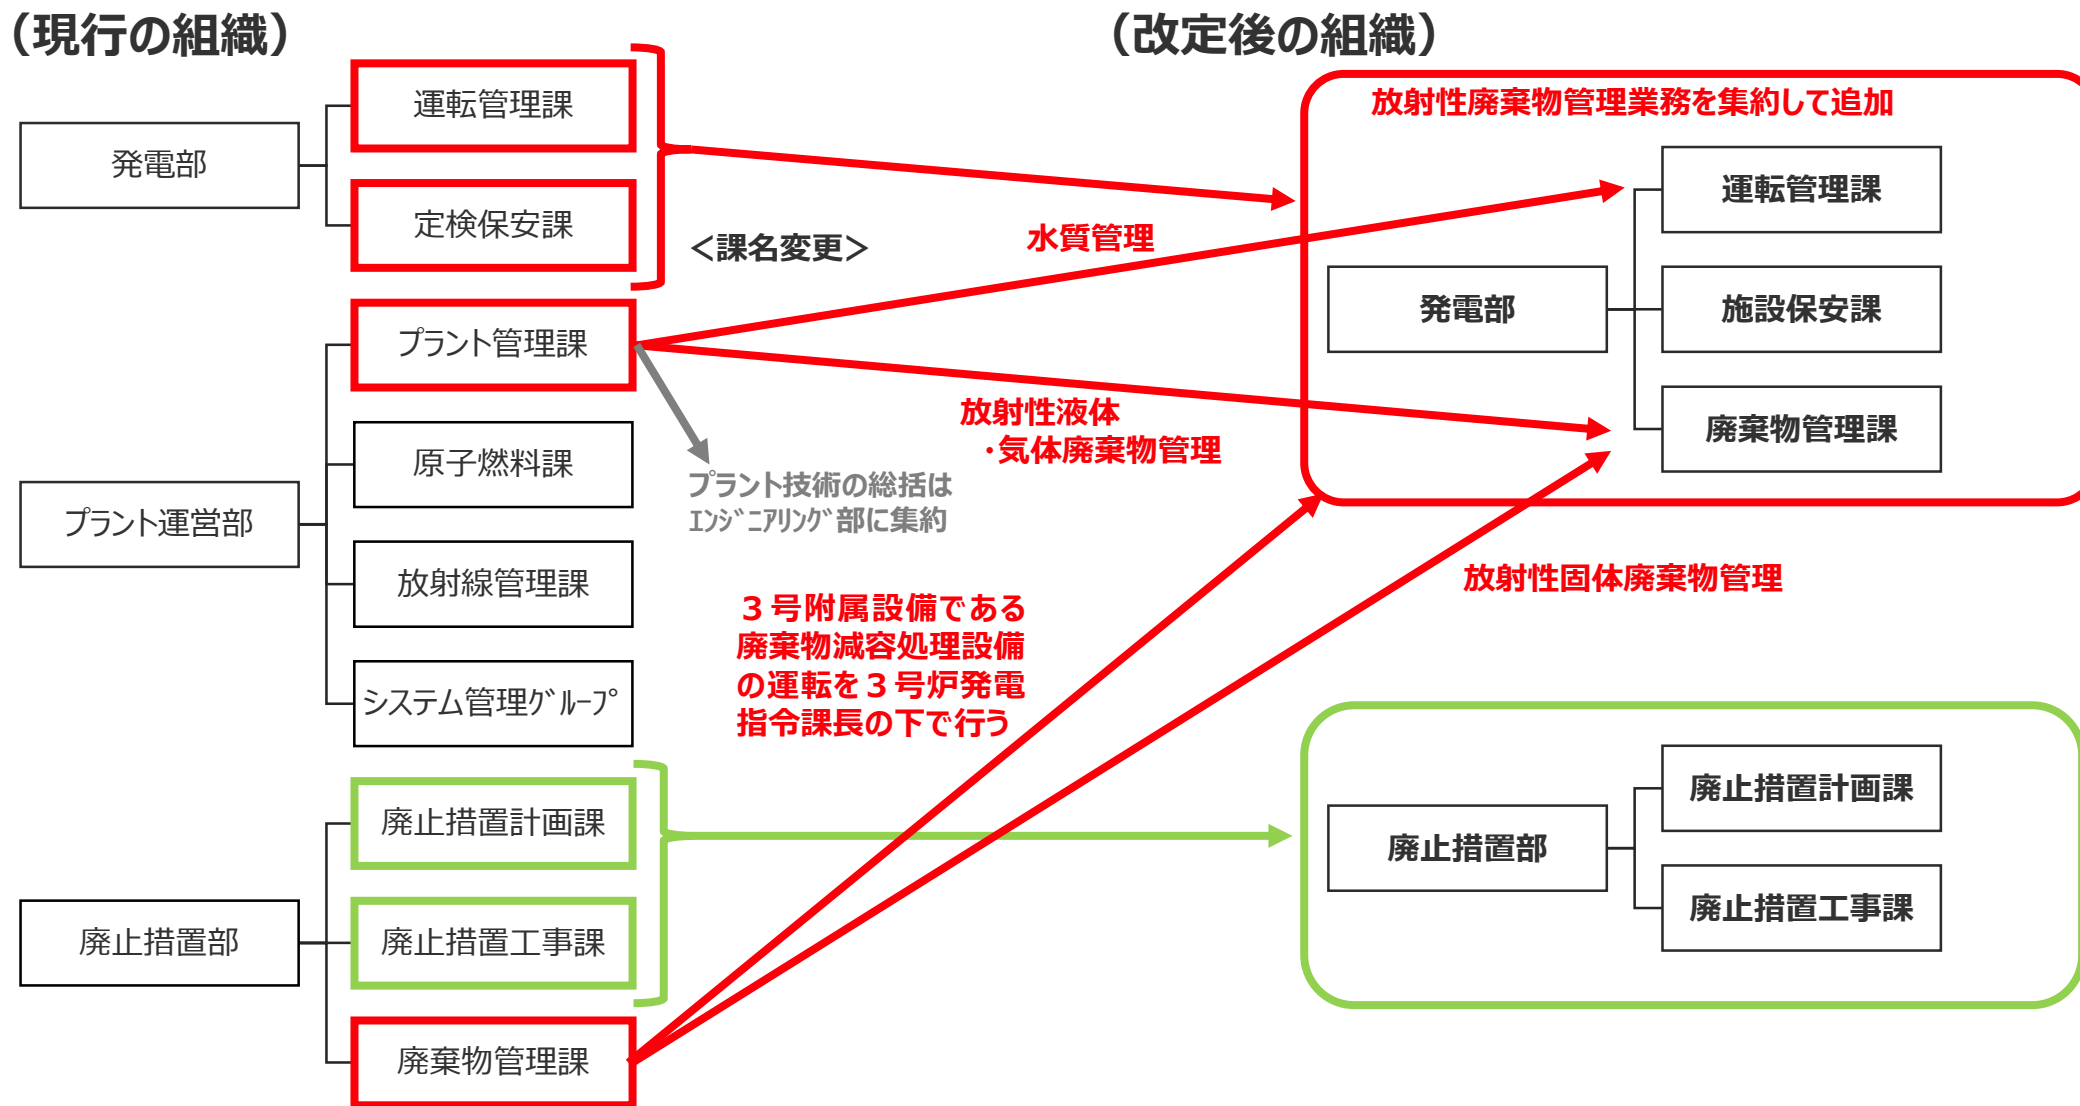 （現行の組織）
発電部
運転管理課
定検保安課
＜課名変更＞
プラント運営部
プラント管理課
原子燃料課
放射線管理課
システム管理ｸﾞﾙｰﾌﾟ
廃止措置部
廃止措置計画課
廃止措置工事課
廃棄物管理課
水質管理
放射性液体
・気体廃棄物管理
プラント技術の総括は
ｴﾝｼﾞﾆｱﾘﾝｸﾞ部に集約
３号附属設備である
廃棄物減容処理設備
の運転を３号炉発電
指令課長の下で行う
放射性固体廃棄物管理
（改定後の組織）
放射性廃棄物管理業務を集約して追加
発電部
運転管理課
施設保安課
廃棄物管理課
廃止措置部
廃止措置計画課
廃止措置工事課